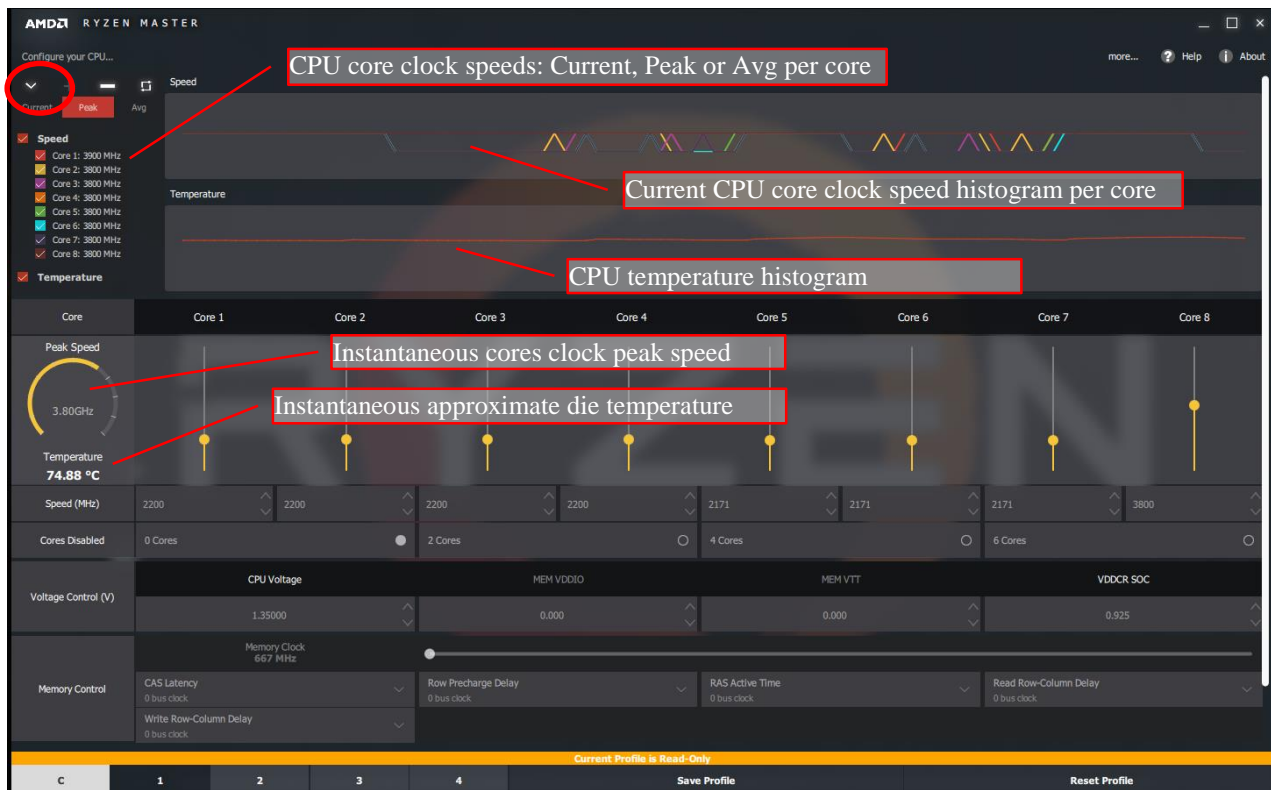 AMD RYZEN MASTER
Configure your CPU...
more... ? Help i About
CPU core clock speeds: Current, Peak or Avg per core
Current Peak Avg
Speed
Speed
Core 1: 3900 MHz
Core 2: 3800 MHz
Core 3: 3800 MHz
Core 4: 3800 MHz
Core 5: 3800 MHz
Core 6: 3800 MHz
Core 7: 3800 MHz
Core 8: 3800 MHz
Temperature
Current CPU core clock speed histogram per core
Temperature
CPU temperature histogram
Core Core 1 Core 2 Core 3 Core 4 Core 5 Core 6 Core 7 Core 8
Peak Speed
3.80GHz
Instantaneous cores clock peak speed
Instantaneous approximate die temperature
Temperature
74.88 °C
RYZEN
Speed (MHz) 2200 2200 2200 2200 2171 2171 2171 3800
Cores Disabled 0 Cores 2 Cores 4 Cores 6 Cores
Voltage Control (V)
CPU Voltage MEM VDDIO MEM VTT VDDCR SOC
1.35000 0.000 0.000 0.925
Memory Control
Memory Clock
667 MHz
CAS Latency Row Precharge Delay RAS Active Time Read Row-Column Delay
0 bus clock 0 bus clock 0 bus clock 0 bus clock
Write Row-Column Delay
0 bus clock
Current Profile is Read-Only
C 1 2 3 4 Save Profile Reset Profile